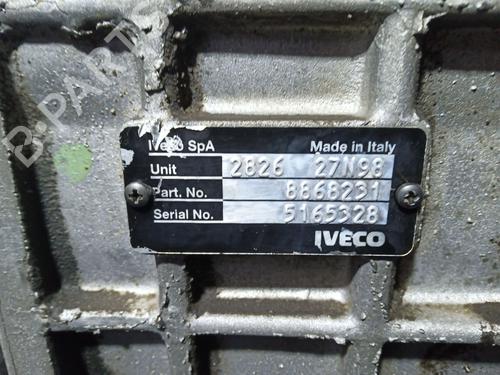 B-PARTS
Iveco SpA Made in Italy
Unit 2826 27N98
Part. No. 8868231
Serial No. 5165328
IVECO